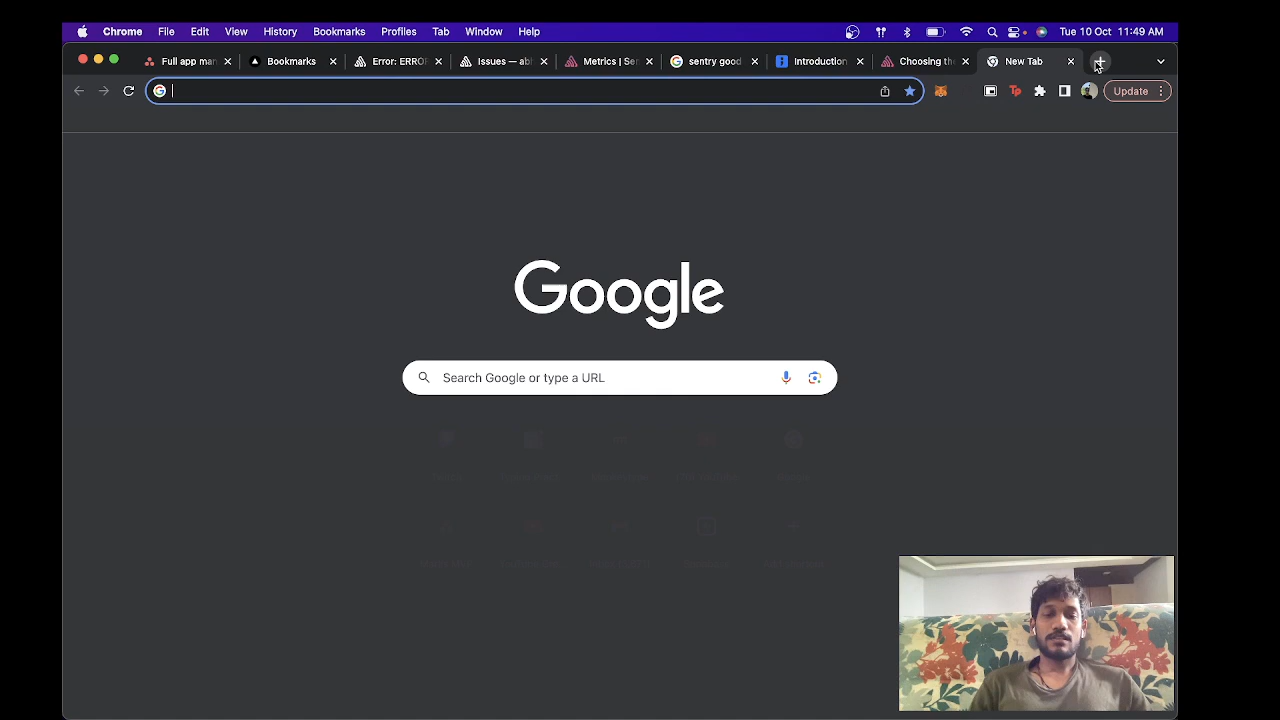 Chrome File Edit View History Bookmarks Profiles Tab Window Help Tue 10 Oct 11:49 AM
Full app man Bookmarks Error: ERRO Issues — ab Metrics | Se sentry good Introduction Choosing the New Tab
Update
Google
Search Google or type a URL